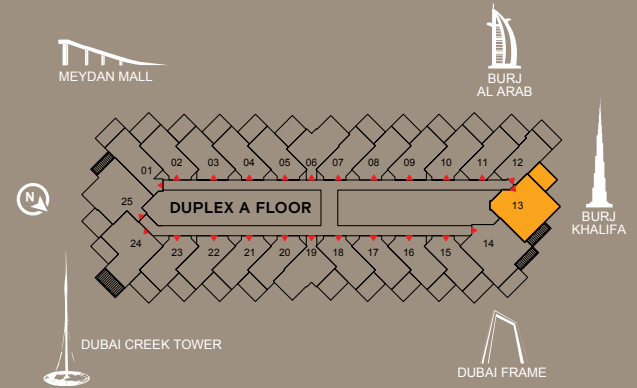 MEYDAN MALL
BURJ
AL ARAB
01
02
03
04
05
06
07
08
09
10
11
12
N
25
DUPLEX A FLOOR
13
BURJ
KHALIFA
24
23
22
21
20
19
18
17
16
15
14
DUBAI CREEK TOWER
DUBAI FRAME